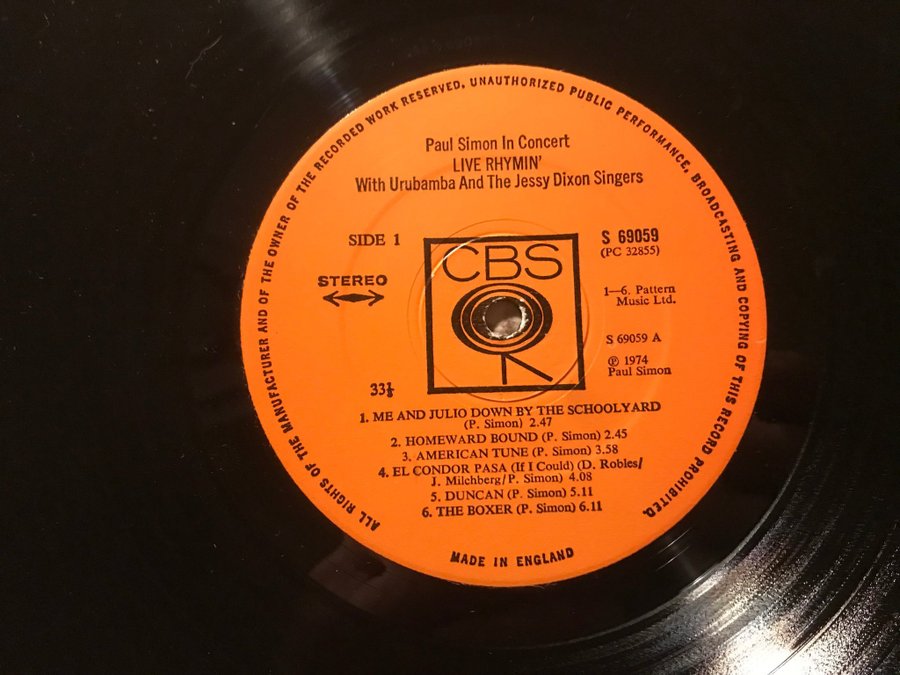 ALL RIGHTS OF THE MANUFACTURER AND OF THE OWNER OF THE RECORDED WORK RESERVED, UNAUTHORIZED PUBLIC PERFORMANCE, BROADCASTING AND COPYING OF THIS RECORD PROHIBITED.
Paul Simon In Concert
LIVE RHYMIN'
With Urubamba And The Jessy Dixon Singers
SIDE 1
STEREO
CBS
S 69059
(PC 32855)
1—6. Pattern
Music Ltd.
S 69059 A
℗ 1974
Paul Simon
33⅓
1. ME AND JULIO DOWN BY THE SCHOOLYARD
(P. Simon) 2.47
2. HOMEWARD BOUND (P. Simon) 2.45
3. AMERICAN TUNE (P. Simon) 3.58
4. EL CONDOR PASA (If I Could) (D. Robles/
J. Milchberg/P. Simon) 4.08
5. DUNCAN (P. Simon) 5.11
6. THE BOXER (P. Simon) 6.11
MADE IN ENGLAND